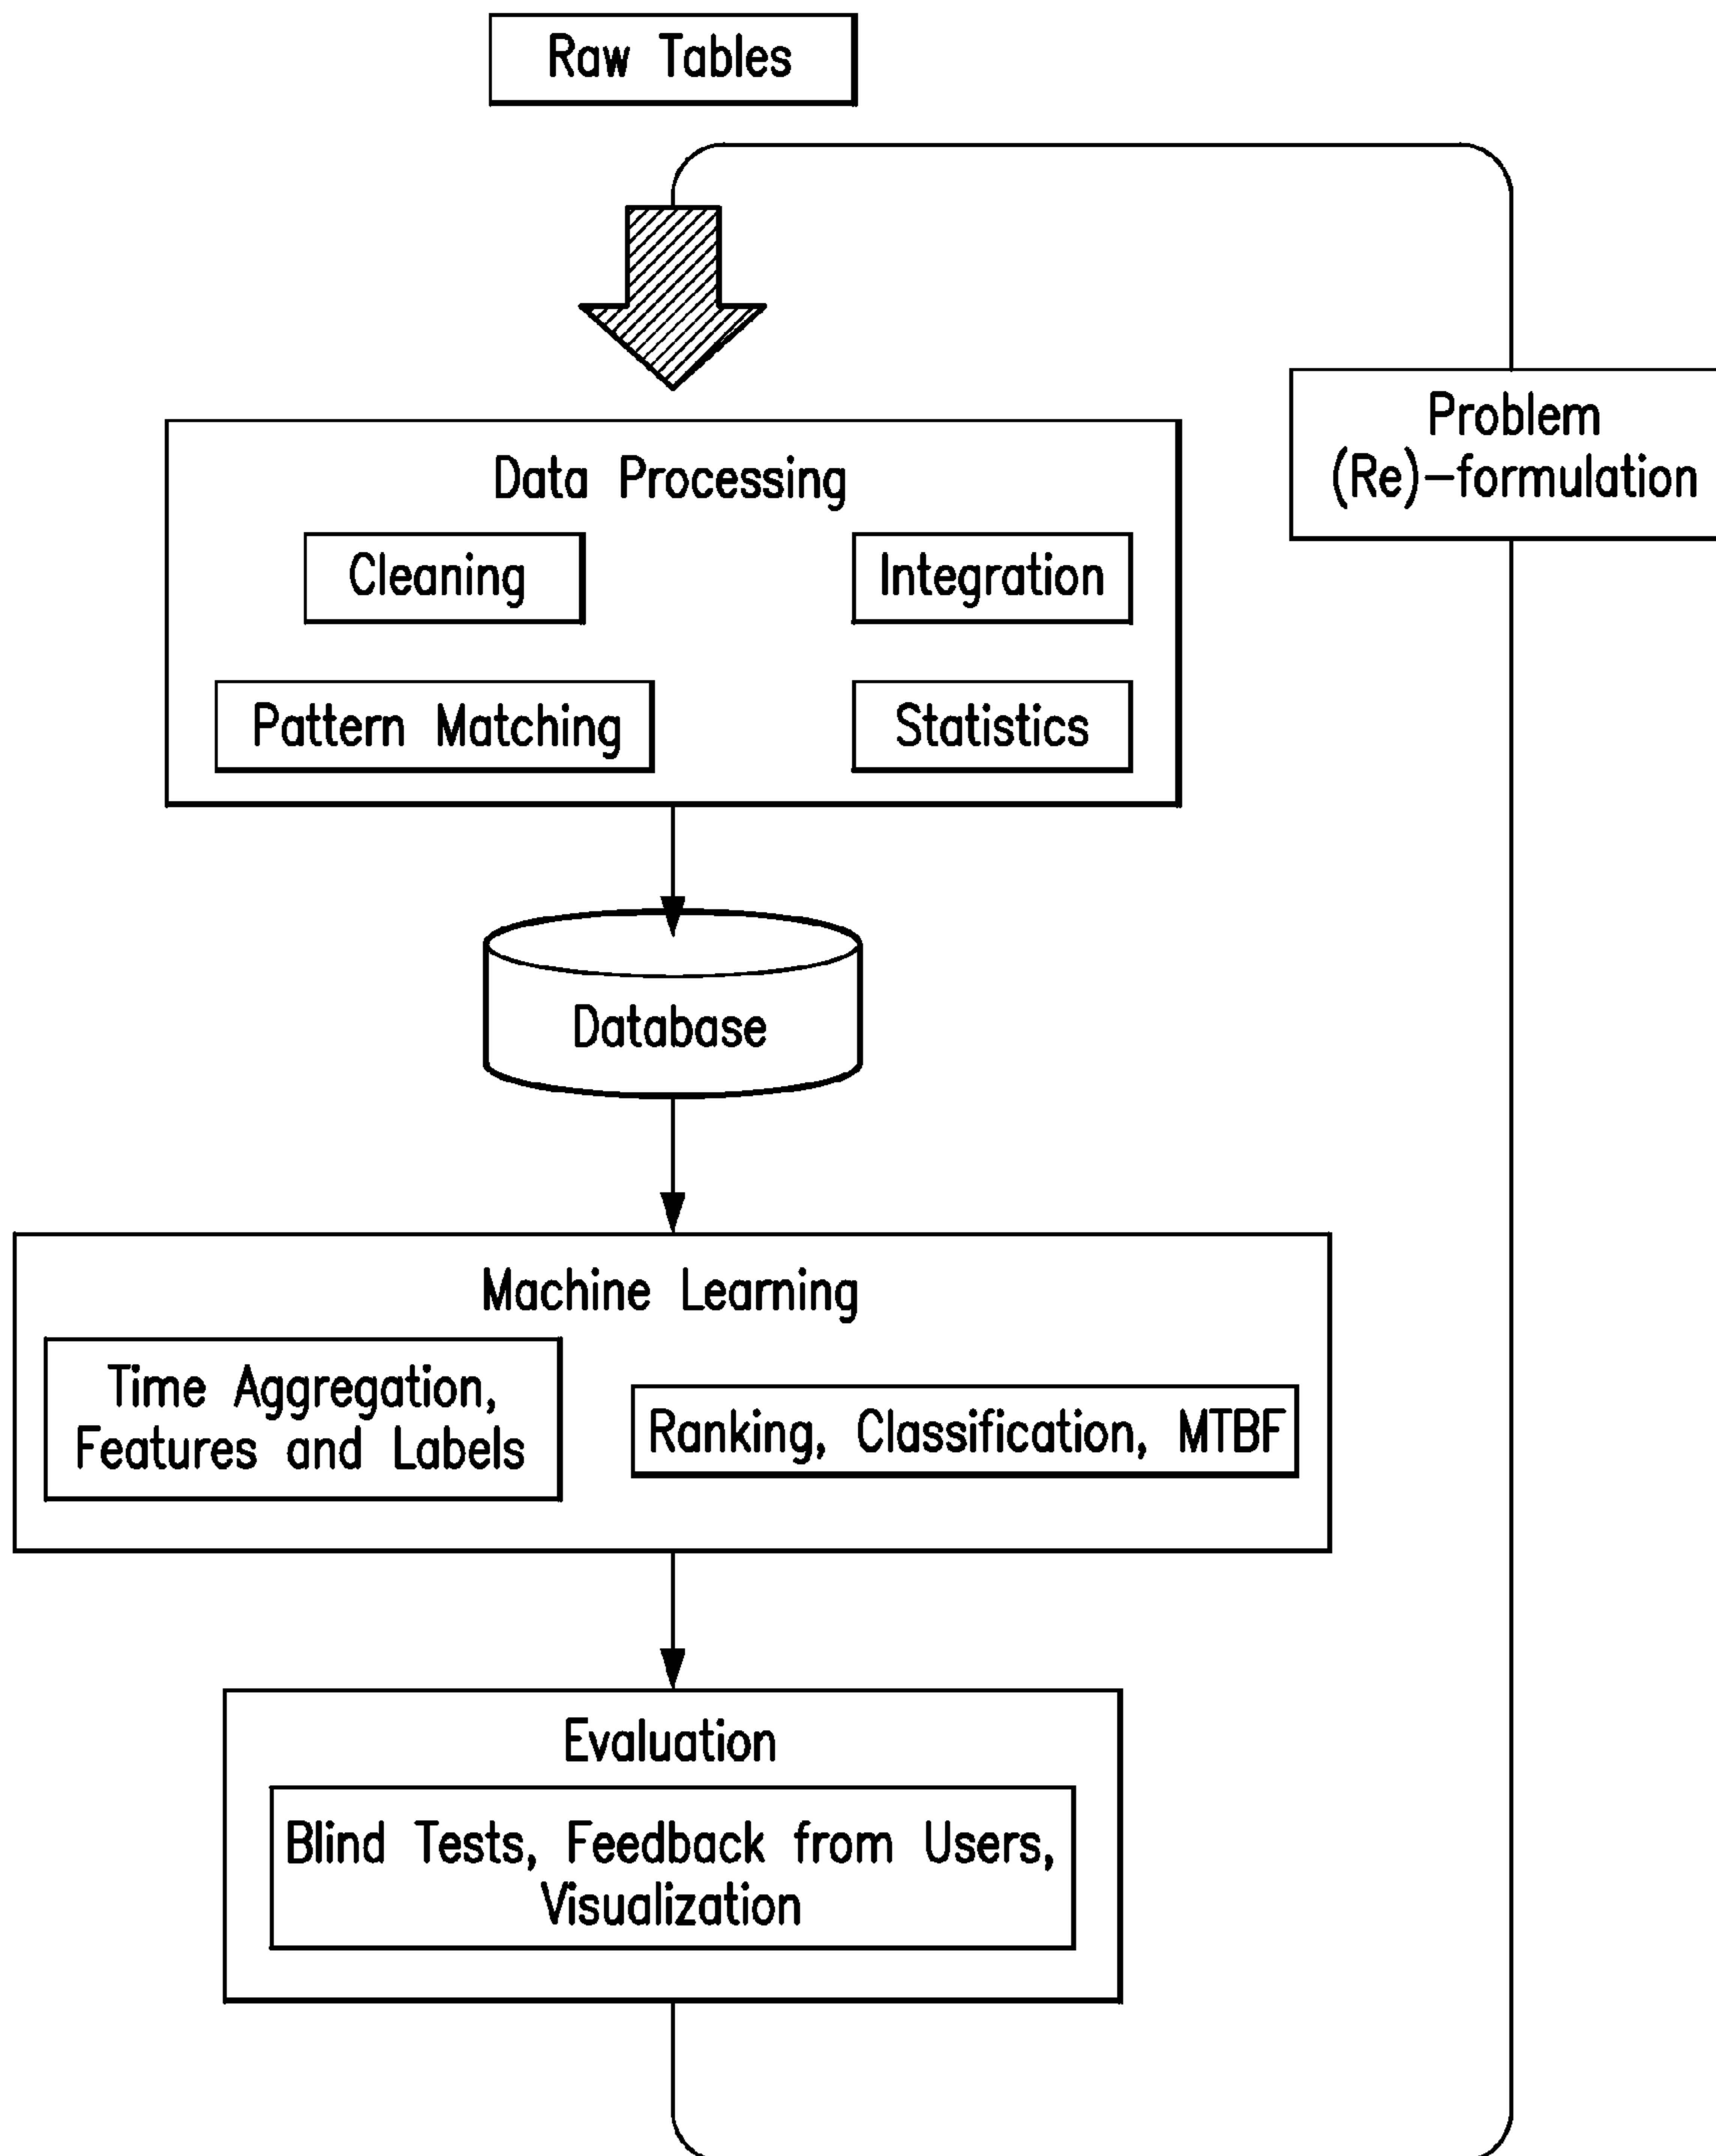 Raw Tables
Problem
(Re)-formulation
Data Processing
Cleaning
Integration
Pattern Matching
Statistics
Database
Machine Learning
Time Aggregation,
Features and Labels
Ranking, Classification, MTBF
Evaluation
Blind Tests, Feedback from Users,
Visualization